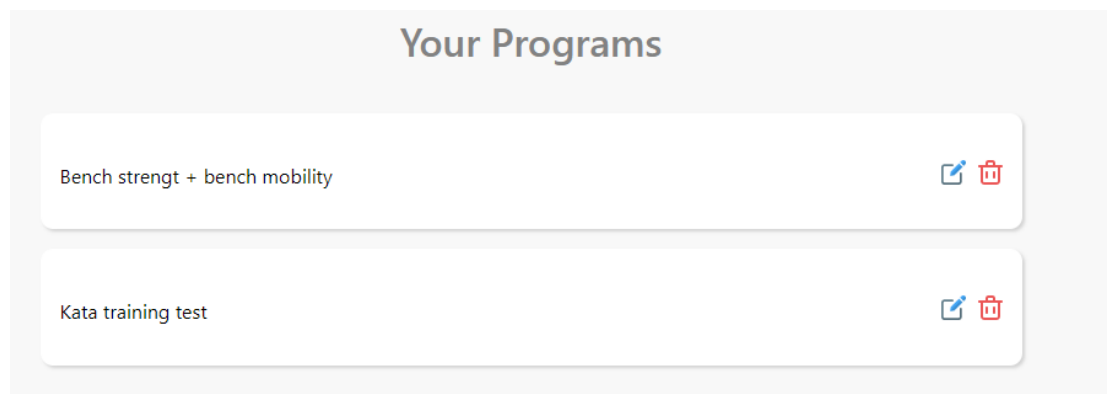 Your Programs
Bench strengt + bench mobility
Kata training test